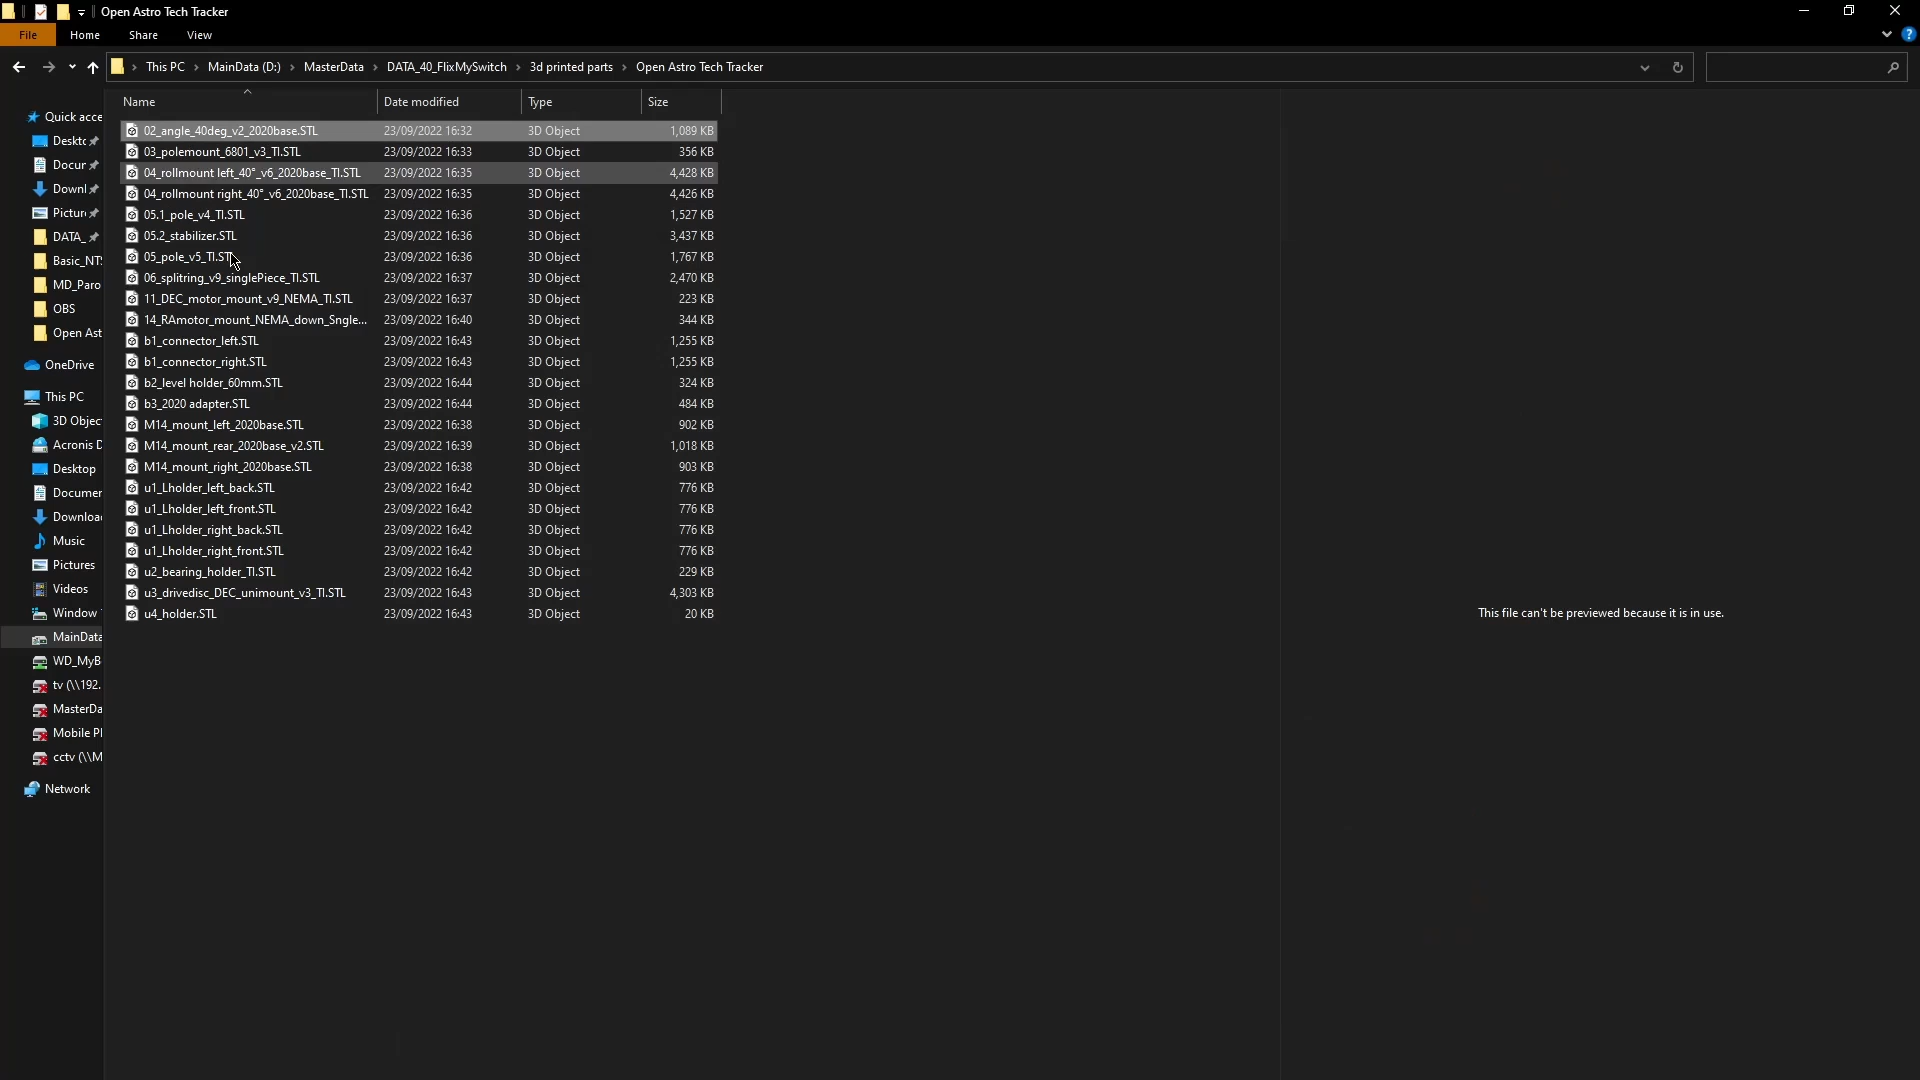 Open Astro Tech Tracker
File Home Share View
This PC MainData (D:) MasterData DATA_40_FlixMySwitch 3d printed parts Open Astro Tech Tracker
Name Date modified Type Size
02_angle_40deg_v2_2020base.STL 23/09/2022 16:32 3D Object 1,089 KB
03_polemount_6801_v3_TI.STL 23/09/2022 16:33 3D Object 356 KB
04_rollmount left_40°_v6_2020base_TI.STL 23/09/2022 16:35 3D Object 4,428 KB
04_rollmount right_40°_v6_2020base_TI.STL 23/09/2022 16:35 3D Object 4,426 KB
05.1_pole_v4_TI.STL 23/09/2022 16:36 3D Object 1,527 KB
05.2_stabilizer.STL 23/09/2022 16:36 3D Object 3,437 KB
05_pole_v5_TI.STL 23/09/2022 16:36 3D Object 1,767 KB
06_splitring_v9_singlePiece_TI.STL 23/09/2022 16:37 3D Object 2,470 KB
11_DEC_motor_mount_v9_NEMA_TI.STL 23/09/2022 16:37 3D Object 223 KB
14_RAmotor_mount_NEMA_down_Sngle... 23/09/2022 16:40 3D Object 344 KB
b1_connector_left.STL 23/09/2022 16:43 3D Object 1,255 KB
b1_connector_right.STL 23/09/2022 16:43 3D Object 1,255 KB
b2_level holder_60mm.STL 23/09/2022 16:44 3D Object 324 KB
b3_2020 adapter.STL 23/09/2022 16:44 3D Object 484 KB
M14_mount_left_2020base.STL 23/09/2022 16:38 3D Object 902 KB
M14_mount_rear_2020base_v2.STL 23/09/2022 16:39 3D Object 1,018 KB
M14_mount_right_2020base.STL 23/09/2022 16:38 3D Object 903 KB
u1_Lholder_left_back.STL 23/09/2022 16:42 3D Object 776 KB
u1_Lholder_left_front.STL 23/09/2022 16:42 3D Object 776 KB
u1_Lholder_right_back.STL 23/09/2022 16:42 3D Object 776 KB
u1_Lholder_right_front.STL 23/09/2022 16:42 3D Object 776 KB
u2_bearing_holder_TI.STL 23/09/2022 16:42 3D Object 229 KB
u3_drivedisc_DEC_unimount_v3_TI.STL 23/09/2022 16:43 3D Object 4,303 KB
u4_holder.STL 23/09/2022 16:43 3D Object 20 KB
Quick acce
Deskto
Docur
Downl
Pictur
DATA_
Basic_NT
MD_Paro
OBS
Open Ast
OneDrive
This PC
3D Objec
Acronis D
Desktop
Documen
Downloa
Music
Pictures
Videos
Window
MainData
WD_MyB
tv (\\192.
MasterDa
Mobile Pl
cctv (\\M
Network
This file can't be previewed because it is in use.